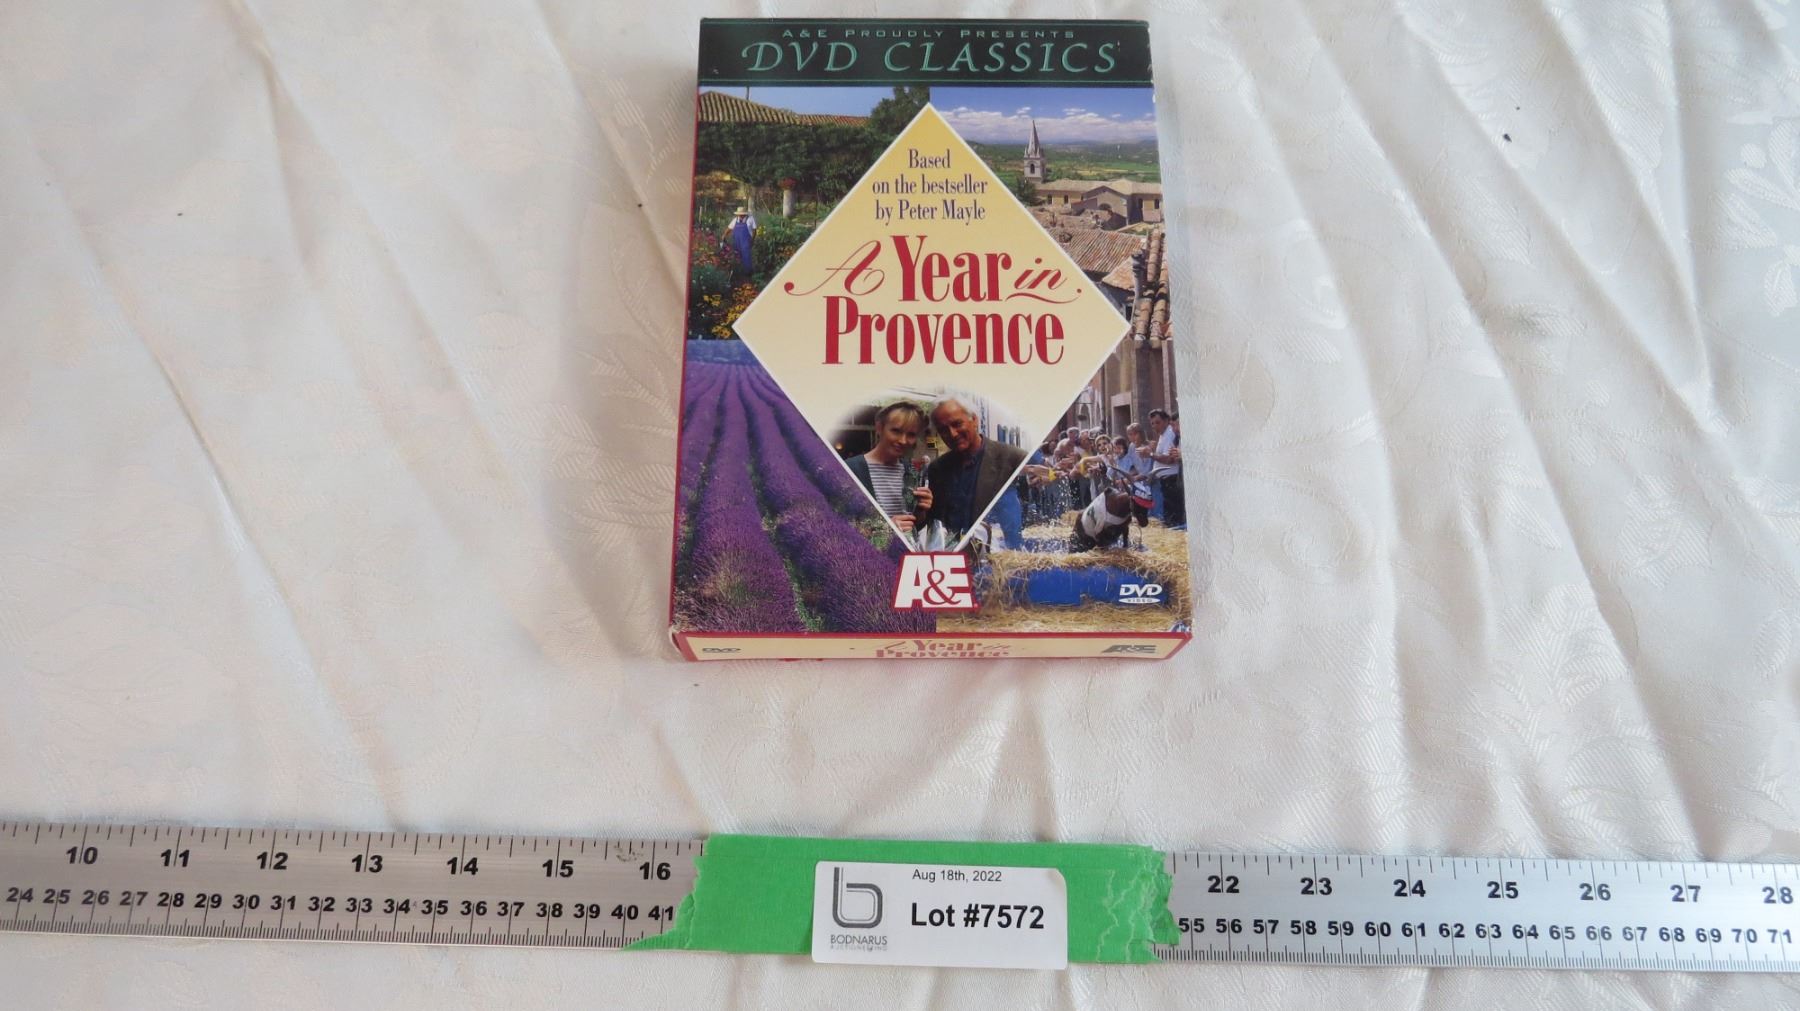 A&E PROUDLY PRESENTS
DVD CLASSICS
Based
on the bestseller
by Peter Mayle
A Year in
Provence
A&E
DVD
VIDEO
DVD
A Year in
Provence
A&E
10 11 12 13 14 15 16
24 25 26 27 28 29 30 31 32 33 34 35 36 37 38 39 40 41
Aug 18th, 2022
Lot #7572
BODNARUS
AUCTIONEERING
22 23 24 25 26 27 28
55 56 57 58 59 60 61 62 63 64 65 66 67 68 69 70 71